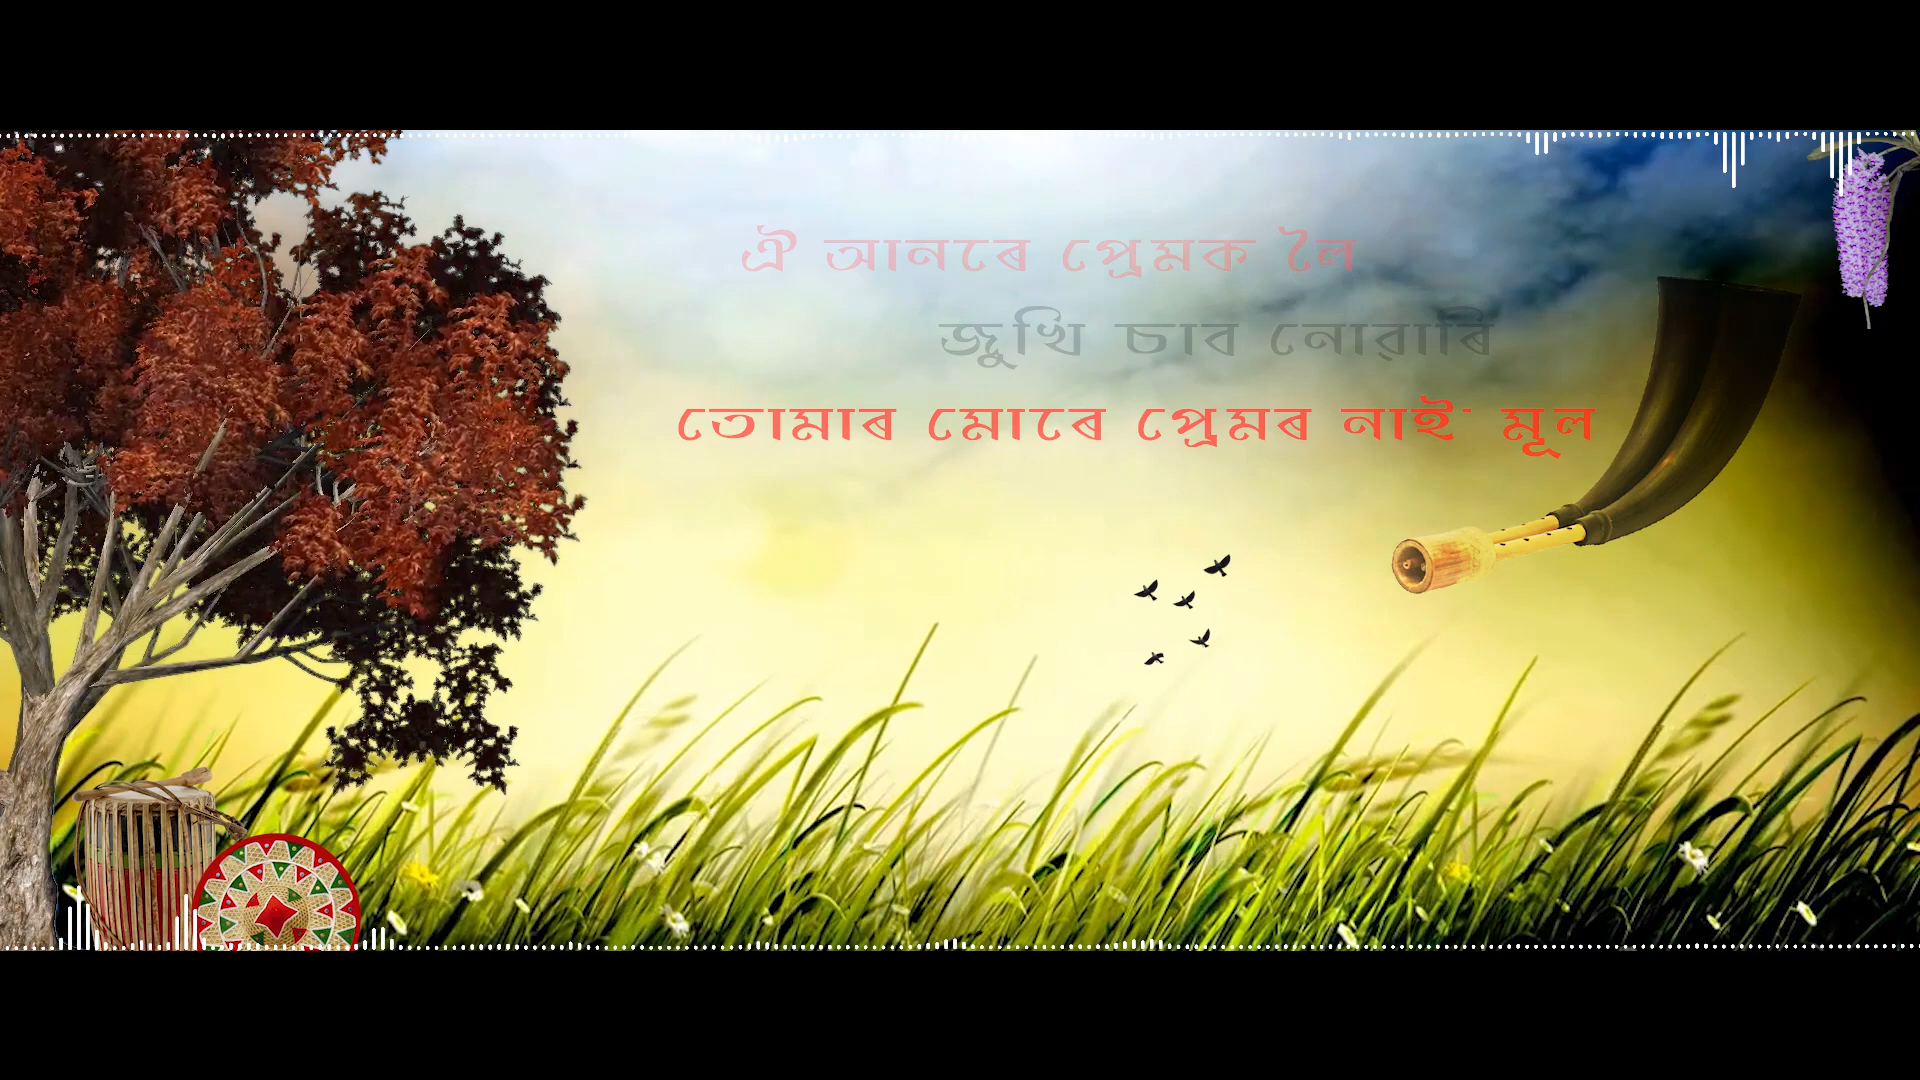 ঐ আনৰে প্ৰেমক লৈ
জুখি চাব নোৱাৰি
তোমাৰ মোৰে প্ৰেমৰ নাই মূল